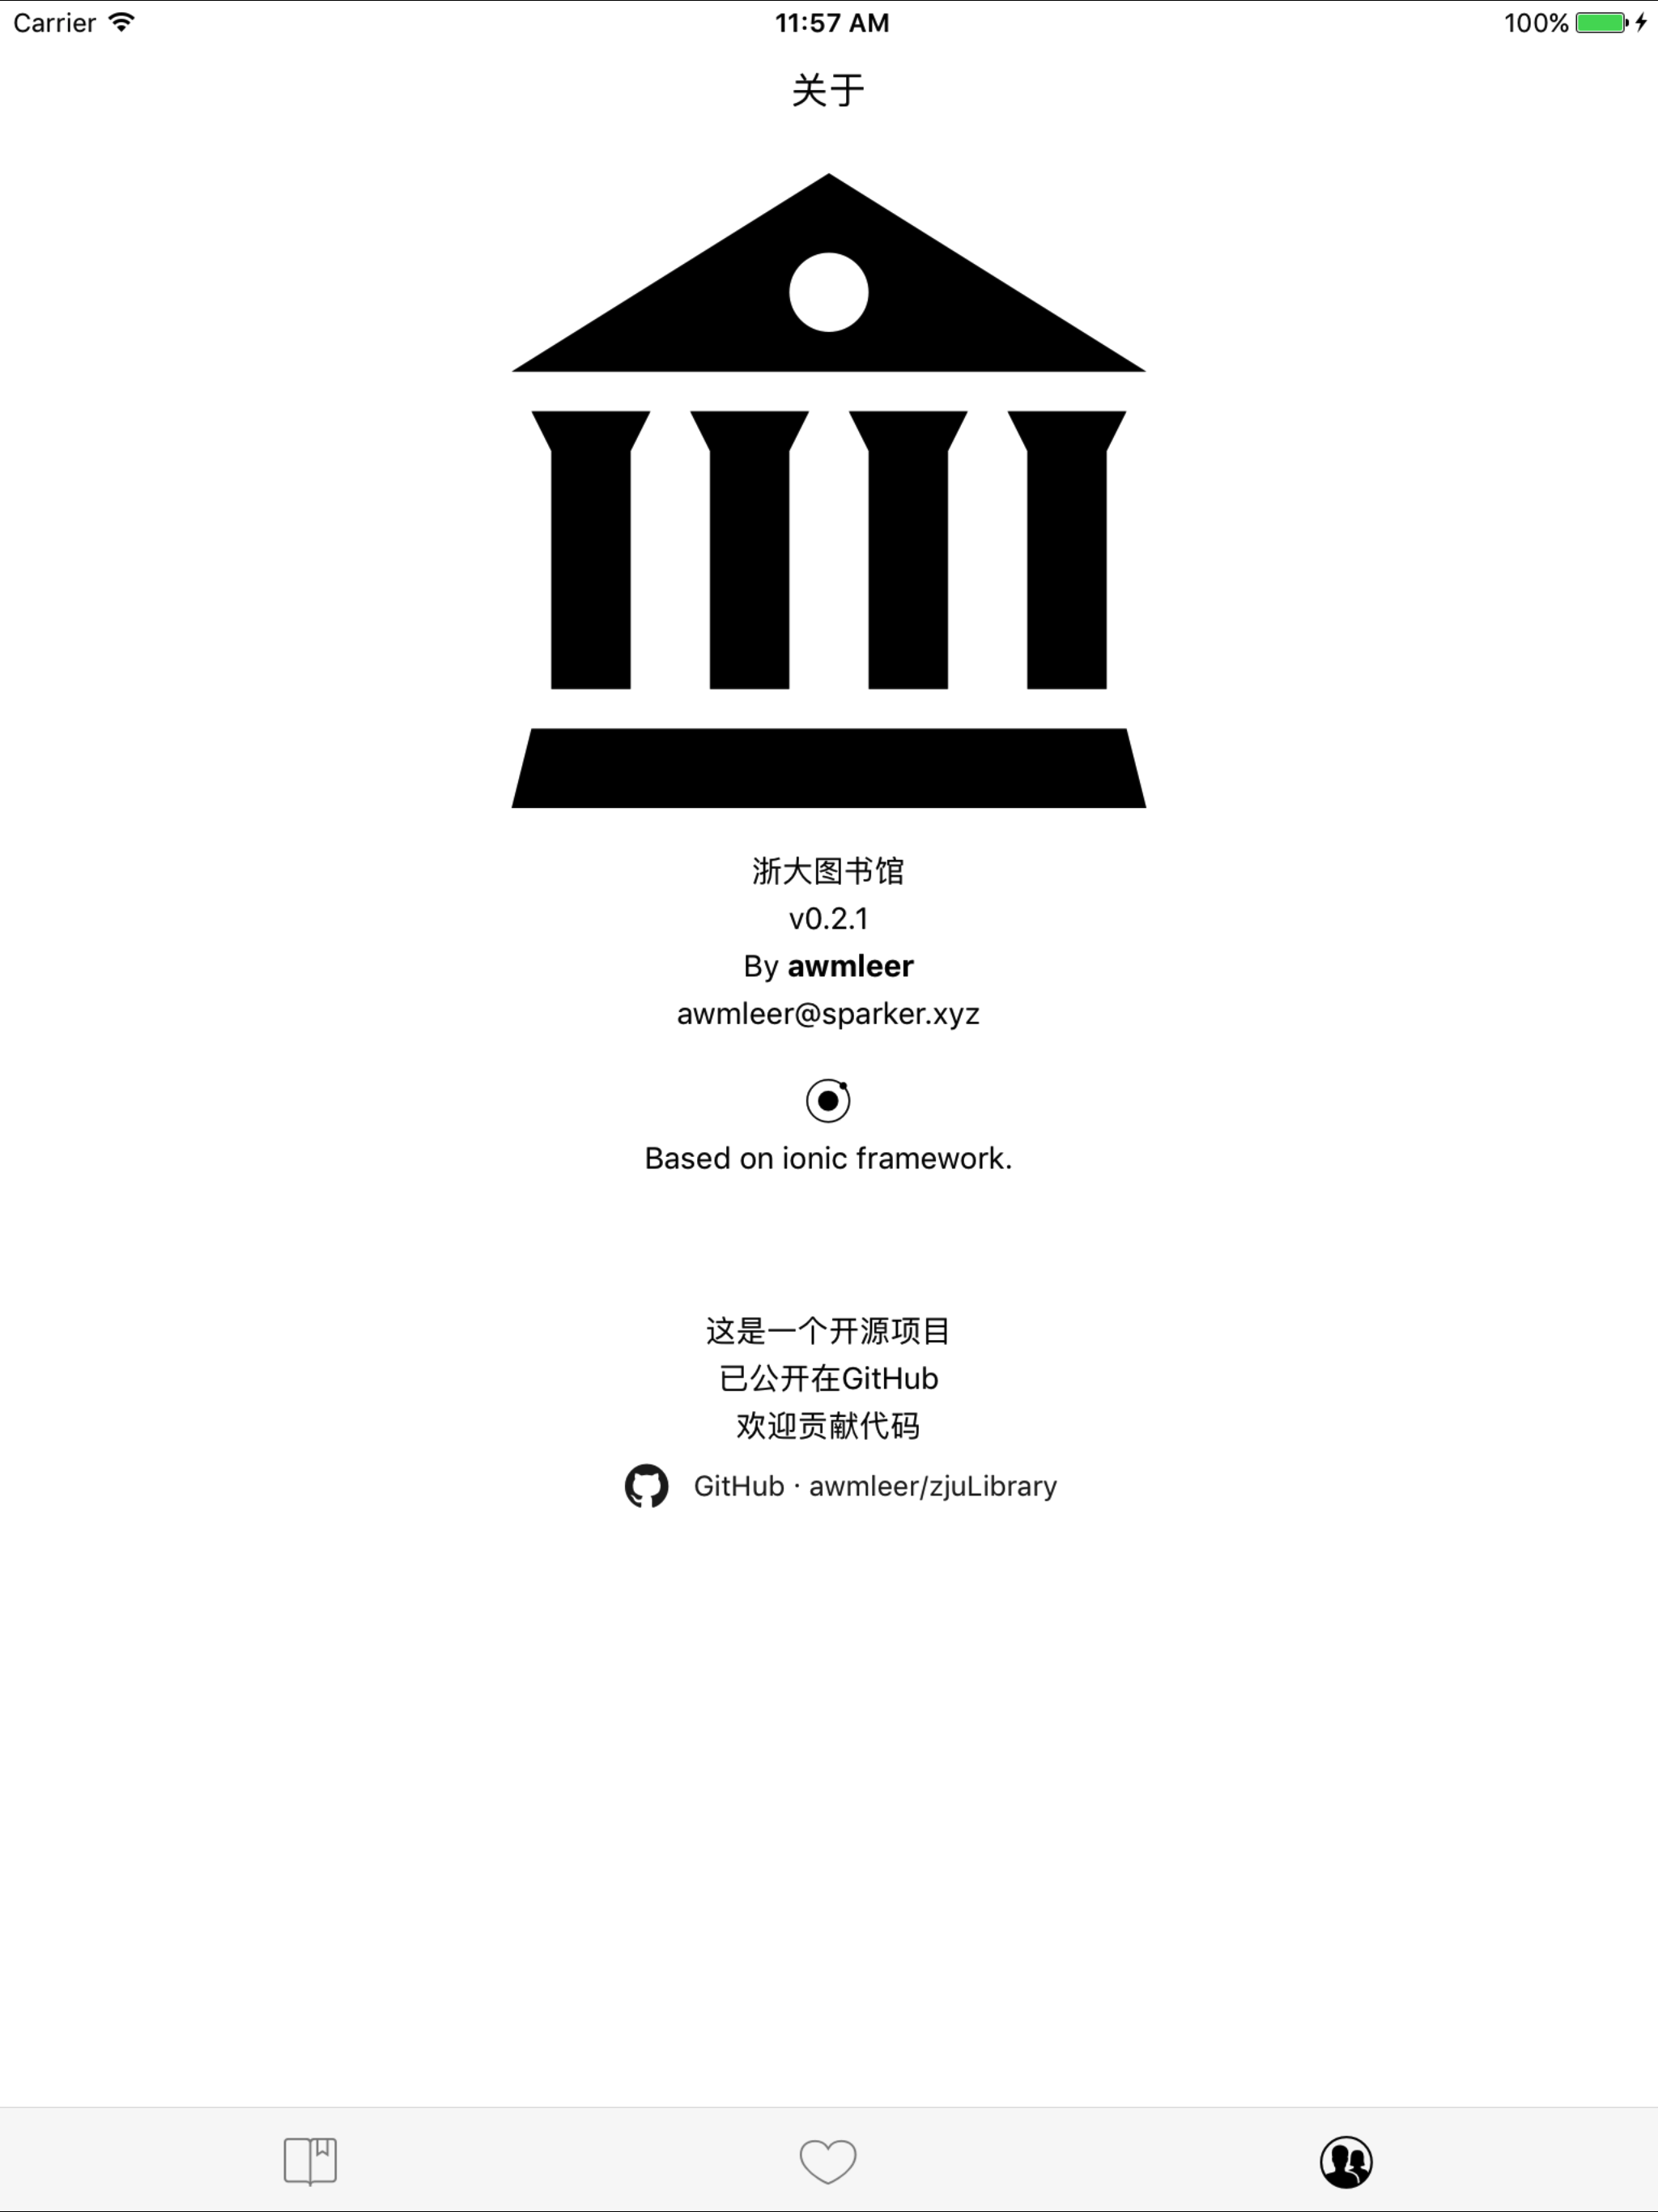 Carrier 11:57 AM 100%
关于
浙大图书馆
v0.2.1
By awmleer
awmleer@sparker.xyz
Based on ionic framework.
这是一个开源项目
已公开在GitHub
欢迎贡献代码
GitHub · awmleer/zjuLibrary